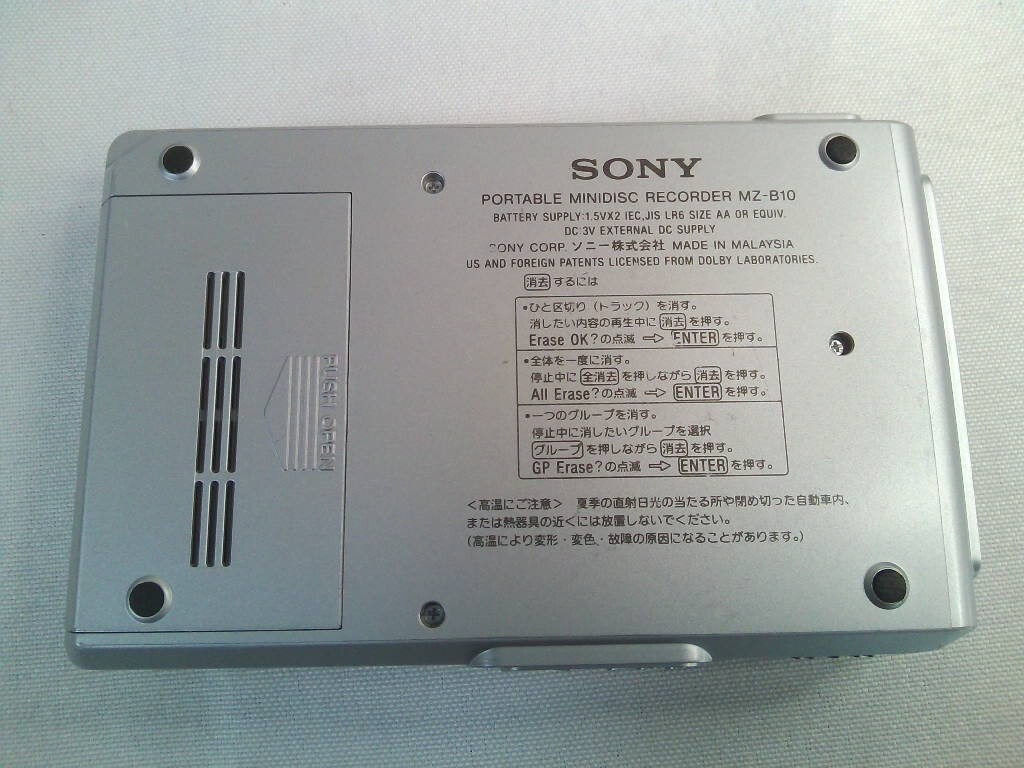 SONY
PORTABLE MINIDISC RECORDER MZ-B10
BATTERY SUPPLY:1.5VX2 IEC,JIS LR6 SIZE AA OR EQUIV.
DC 3V EXTERNAL DC SUPPLY
SONY CORP. ソニー株式会社 MADE IN MALAYSIA
US AND FOREIGN PATENTS LICENSED FROM DOLBY LABORATORIES.
消去するには
•ひと区切り（トラック）を消す。
消したい内容の再生中に消去を押す。
Erase OK?の点滅 ⇨ ENTERを押す。
•全体を一度に消す。
停止中に全消去を押しながら消去を押す。
All Erase?の点滅 ⇨ ENTERを押す。
•一つのグループを消す。
停止中に消したいグループを選択
グループを押しながら消去を押す。
GP Erase?の点滅 ⇨ ENTERを押す。
＜高温にご注意＞ 夏季の直射日光の当たる所や閉め切った自動車内、
または熱器具の近くには放置しないでください。
（高温により変形・変色・故障の原因になることがあります。）
PUSH OPEN